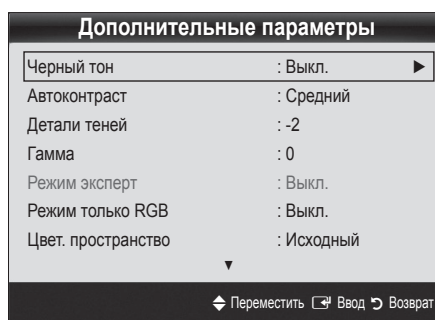 Дополнительные параметры
Черный тон : Выкл. ▶
Автоконтраст : Средний
Детали теней : -2
Гамма : 0
Режим эксперт : Выкл.
Режим только RGB : Выкл.
Цвет. пространство : Исходный
▼
Переместить Ввод Возврат